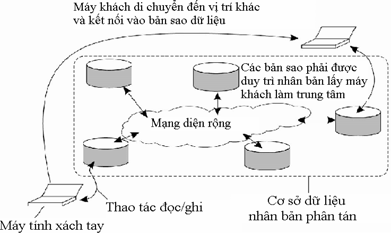 Máy khách di chuyển đến vị trí khác
và kết nối vào bản sao dữ liệu
Các bản sao phải được
duy trì nhân bản lấy máy
khách làm trung tâm
Mạng diện rộng
Thao tác đọc/ghi
Máy tính xách tay
Cơ sở dữ liệu
nhân bản phân tán